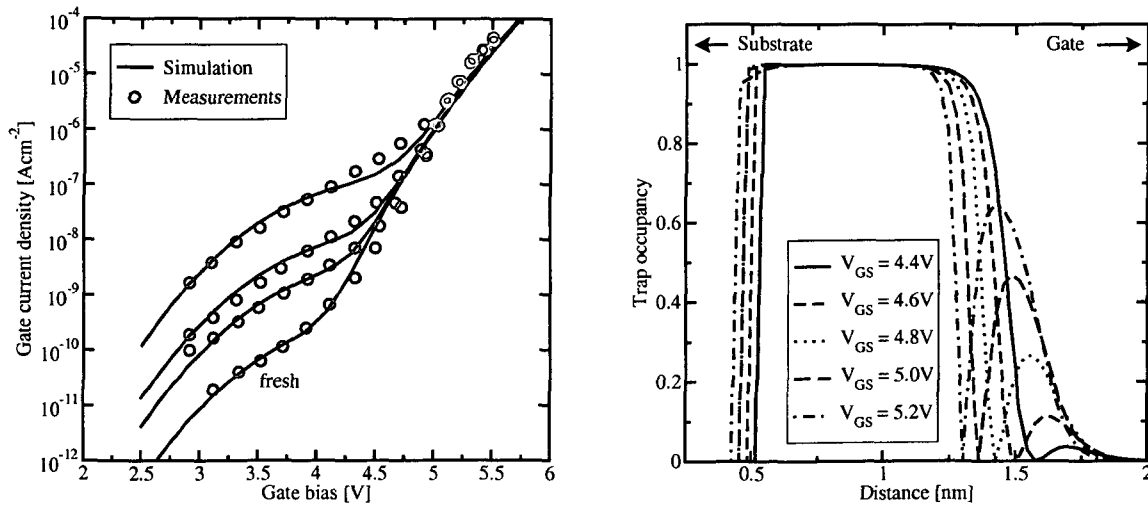 10^-4
10^-5
10^-6
10^-7
10^-8
10^-9
10^-10
10^-11
10^-12
Gate current density [Acm^-2]
Simulation
Measurements
fresh
2 2.5 3 3.5 4 4.5 5 5.5 6
Gate bias [V]
Substrate Gate
1
0.8
0.6
0.4
0.2
0
Trap occupancy
V_GS = 4.4V
V_GS = 4.6V
V_GS = 4.8V
V_GS = 5.0V
V_GS = 5.2V
0.5 1 1.5 2
Distance [nm]